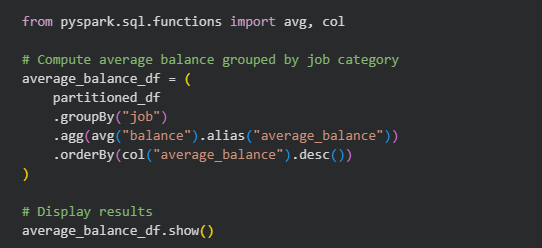 from pyspark.sql.functions import avg, col

# Compute average balance grouped by job category
average_balance_df = (
    partitioned_df
    .groupBy("job")
    .agg(avg("balance").alias("average_balance"))
    .orderBy(col("average_balance").desc())
)

# Display results
average_balance_df.show()